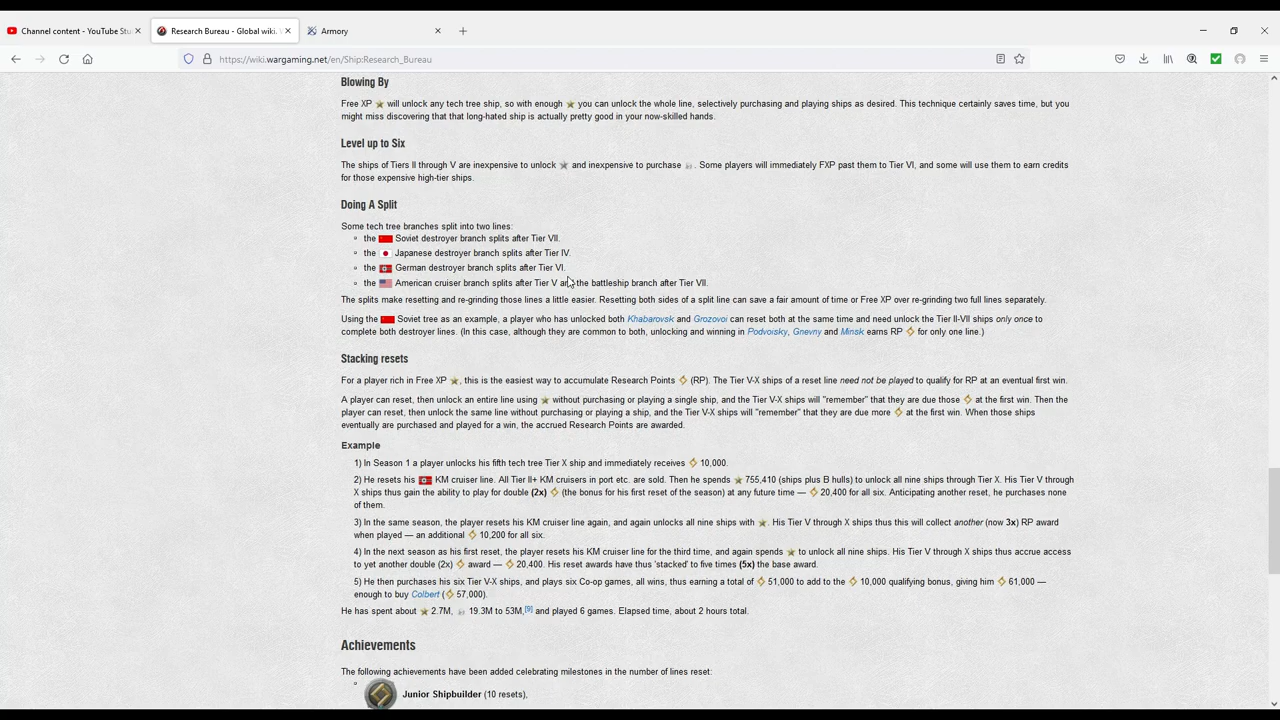 Channel content - YouTube Stu
Research Bureau - Global wiki.
Armory
https://wiki.wargaming.net/en/Ship:Research_Bureau
Blowing By
Free XP will unlock any tech tree ship, so with enough you can unlock the whole line, selectively purchasing and playing ships as desired. This technique certainly saves time, but you
might miss discovering that that long-hated ship is actually pretty good in your now-skilled hands.
Level up to Six
The ships of Tiers II through V are inexpensive to unlock and inexpensive to purchase . Some players will immediately FXP past them to Tier VI, and some will use them to earn credits
for those expensive high-tier ships.
Doing A Split
Some tech tree branches split into two lines:
the Soviet destroyer branch splits after Tier VII.
the Japanese destroyer branch splits after Tier IV.
the German destroyer branch splits after Tier VI.
the American cruiser branch splits after Tier V and the battleship branch after Tier VII.
The splits make resetting and re-grinding those lines a little easier. Resetting both sides of a split line can save a fair amount of time or Free XP over re-grinding two full lines separately.
Using the Soviet tree as an example, a player who has unlocked both Khabarovsk and Grozovoi can reset both at the same time and need unlock the Tier II-VII ships only once to
complete both destroyer lines. (In this case, although they are common to both, unlocking and winning in Podvoisky, Gnevny and Minsk earns RP for only one line.)
Stacking resets
For a player rich in Free XP , this is the easiest way to accumulate Research Points (RP). The Tier V-X ships of a reset line need not be played to qualify for RP at an eventual first win.
A player can reset, then unlock an entire line using without purchasing or playing a single ship, and the Tier V-X ships will "remember" that they are due those at the first win. Then the
player can reset, then unlock the same line without purchasing or playing a ship, and the Tier V-X ships will "remember" that they are due more at the first win. When those ships
eventually are purchased and played for a win, the accrued Research Points are awarded.
Example
1) In Season 1 a player unlocks his fifth tech tree Tier X ship and immediately receives 10,000.
2) He resets his KM cruiser line. All Tier II+ KM cruisers in port etc. are sold. Then he spends 755,410 (ships plus B hulls) to unlock all nine ships through Tier X. His Tier V through
X ships thus gain the ability to play for double (2x) (the bonus for his first reset of the season) at any future time — 20,400 for all six. Anticipating another reset, he purchases none
of them.
3) In the same season, the player resets his KM cruiser line again, and again unlocks all nine ships with . His Tier V through X ships thus this will collect another (now 3x) RP award
when played — an additional 10,200 for all six.
4) In the next season as his first reset, the player resets his KM cruiser line for the third time, and again spends to unlock all nine ships. His Tier V through X ships thus accrue access
to yet another double (2x) award — 20,400. His reset awards have thus 'stacked' to five times (5x) the base award.
5) He then purchases his six Tier V-X ships, and plays six Co-op games, all wins, thus earning a total of 51,000 to add to the 10,000 qualifying bonus, giving him 61,000 —
enough to buy Colbert ( 57,000).
He has spent about 2.7M, 19.3M to 53M,[9] and played 6 games. Elapsed time, about 2 hours total.
Achievements
The following achievements have been added celebrating milestones in the number of lines reset:
Junior Shipbuilder (10 resets),